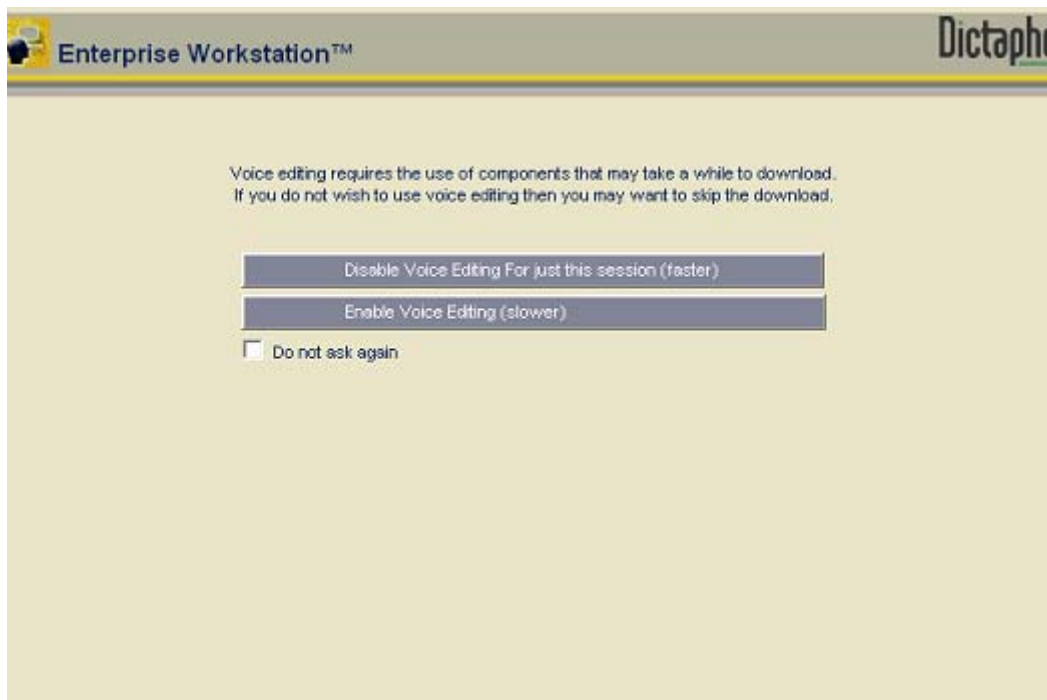 Enterprise Workstation™
Dictaph
Voice editing requires the use of components that may take a while to download.
If you do not wish to use voice editing then you may want to skip the download.
Disable Voice Editing For just this session (faster)
Enable Voice Editing (slower)
Do not ask again